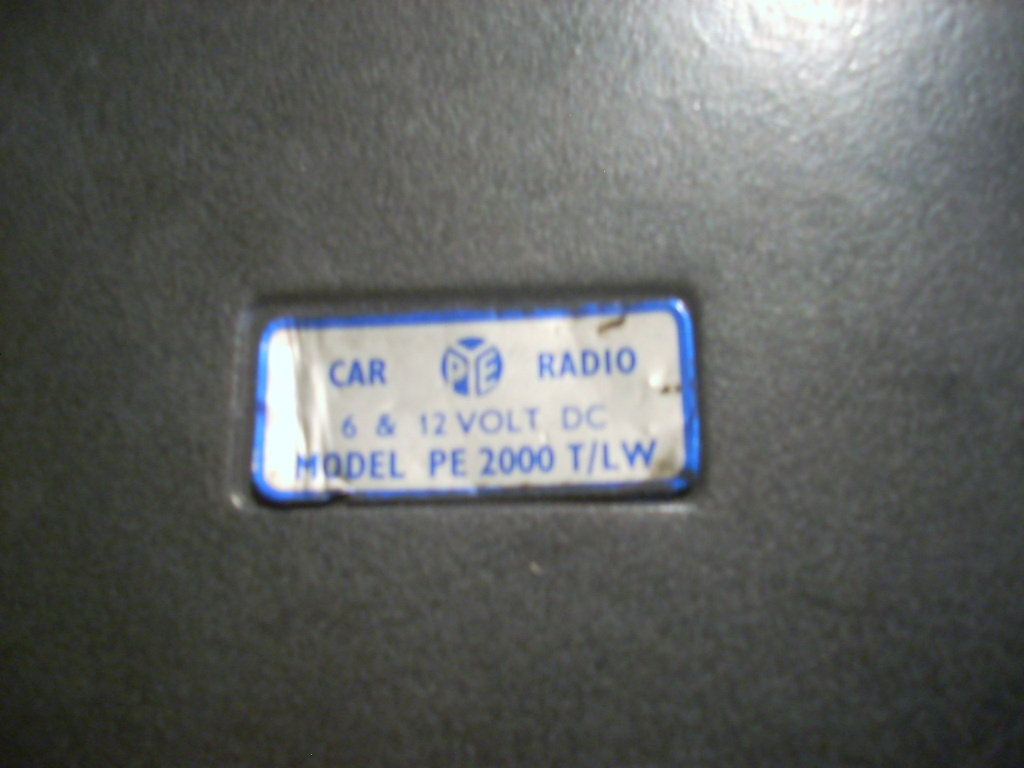 CAR PYE RADIO
6 & 12 VOLT DC
MODEL PE 2000 T/LW